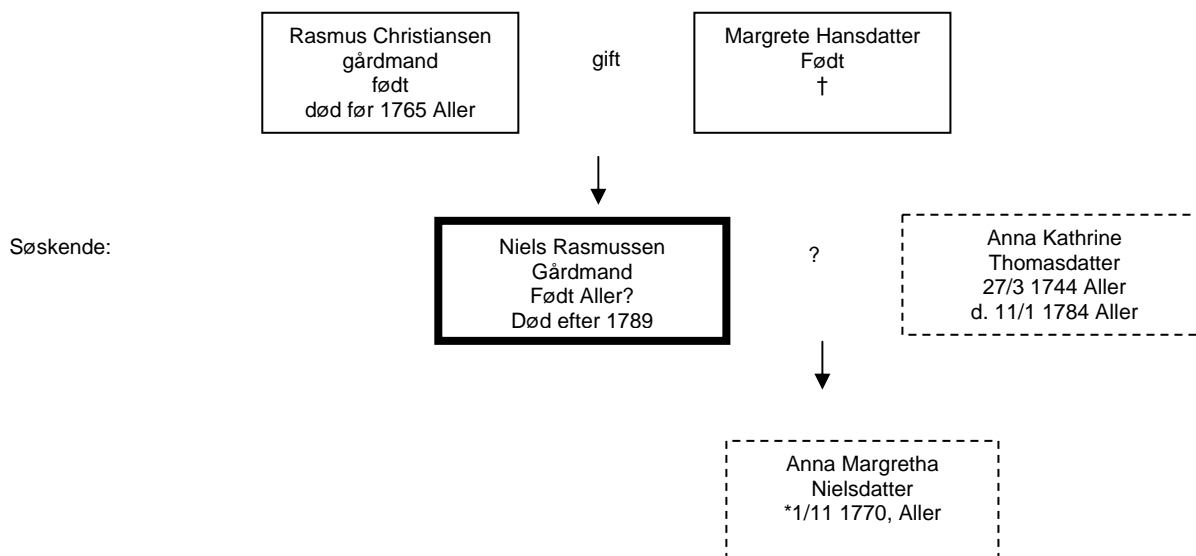 Rasmus Christiansen
gårdmand
født
død før 1765 Aller
gift
Margrete Hansdatter
Født
†
Søskende:
Niels Rasmussen
Gårdmand
Født Aller?
Død efter 1789
?
Anna Kathrine
Thomasdatter
27/3 1744 Aller
d. 11/1 1784 Aller
Anna Margretha
Nielsdatter
*1/11 1770, Aller